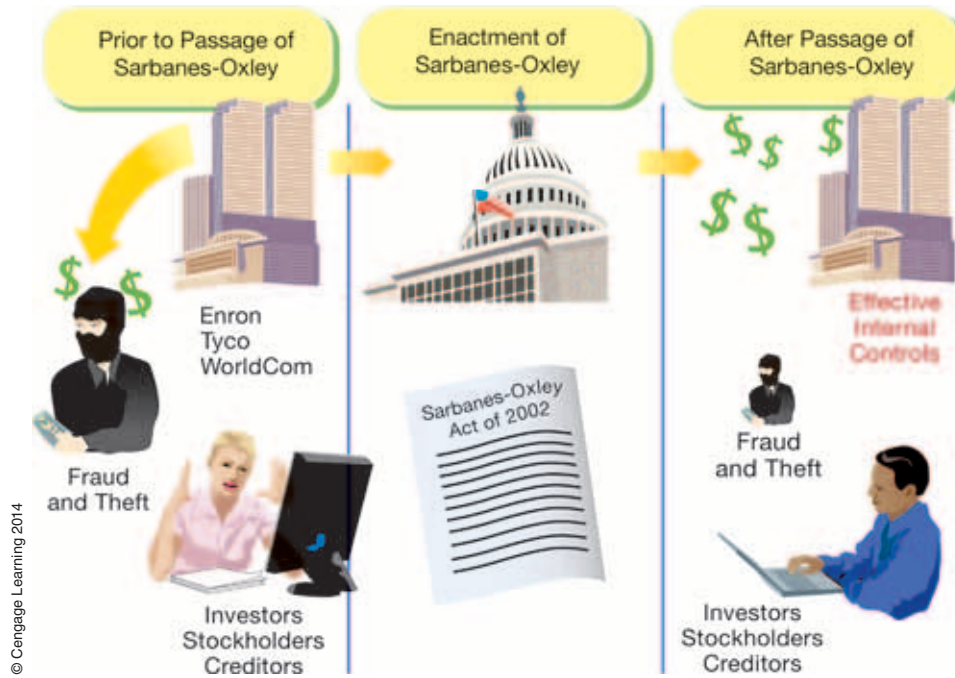 Prior to Passage of
Sarbanes-Oxley
Enactment of
Sarbanes-Oxley
After Passage of
Sarbanes-Oxley
$ $
$ $ $
$ $
Enron
Tyco
WorldCom
Effective
Internal
Controls
Fraud
and Theft
Sarbanes-Oxley
Act of 2002
Fraud
and Theft
Investors
Stockholders
Creditors
Investors
Stockholders
Creditors
© Cengage Learning 2014